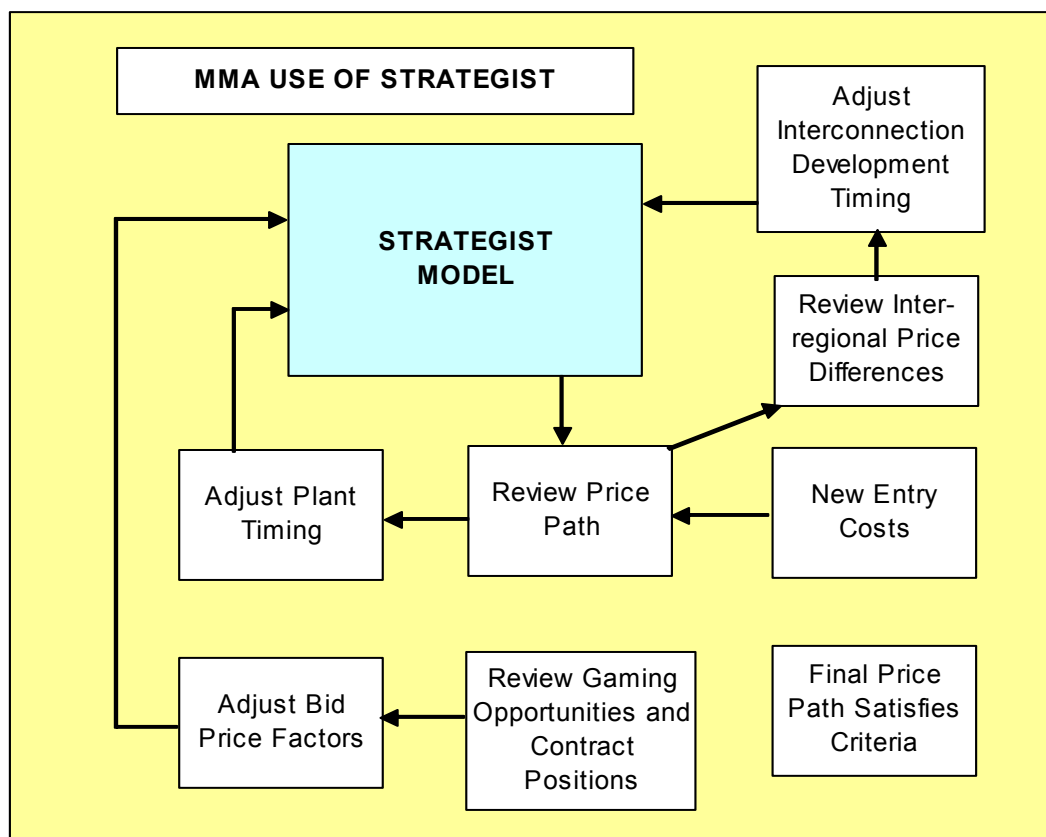 MMA USE OF STRATEGIST
Adjust
Interconnection
Development
Timing
STRATEGIST
MODEL
Review Inter-
regional Price
Differences
Adjust Plant
Timing
Review Price
Path
New Entry
Costs
Adjust Bid
Price Factors
Review Gaming
Opportunities and
Contract
Positions
Final Price
Path Satisfies
Criteria